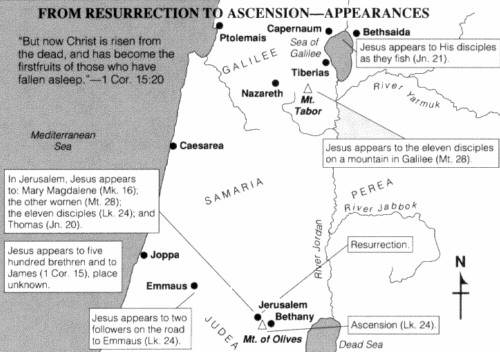 FROM RESURRECTION TO ASCENSION—APPEARANCES
"But now Christ is risen from
the dead, and has become the
firstfruits of those who have
fallen asleep."—1 Cor. 15:20
Ptolemais
Capernaum
Bethsaida
Sea of
Galilee
Jesus appears to His disciples
as they fish (Jn. 21).
GALILEE
Tiberias
Nazareth
Mt.
Tabor
River Yarmuk
Mediterranean
Sea
Caesarea
Jesus appears to the eleven disciples
on a mountain in Galilee (Mt. 28).
In Jerusalem, Jesus appears
to: Mary Magdalene (Mk. 16);
the other women (Mt. 28);
the eleven disciples (Lk. 24); and
Thomas (Jn. 20).
SAMARIA
PEREA
River Jabbok
River Jordan
Jesus appears to five
hundred brethren and to
James (1 Cor. 15), place
unknown.
Joppa
Resurrection.
N
Emmaus
Jerusalem
Bethany
Jesus appears to two
followers on the road
to Emmaus (Lk. 24).
JUDEA
Mt. of Olives
Ascension (Lk. 24).
Dead Sea